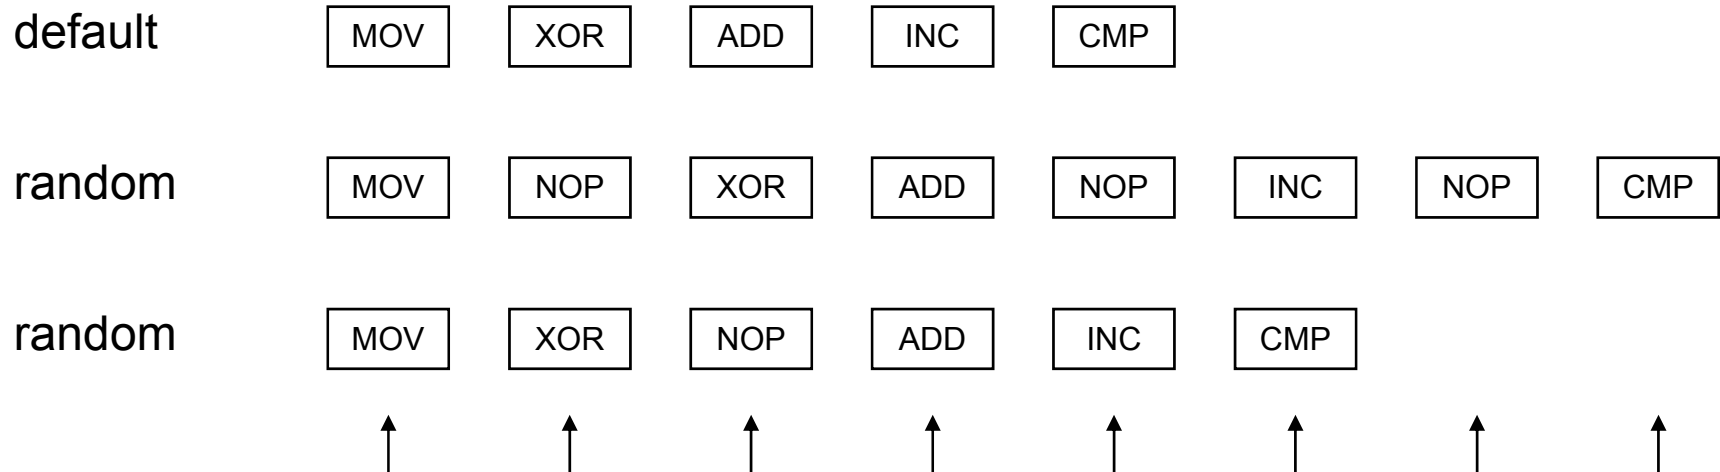 default MOV XOR ADD INC CMP
random MOV NOP XOR ADD NOP INC NOP CMP
random MOV XOR NOP ADD INC CMP